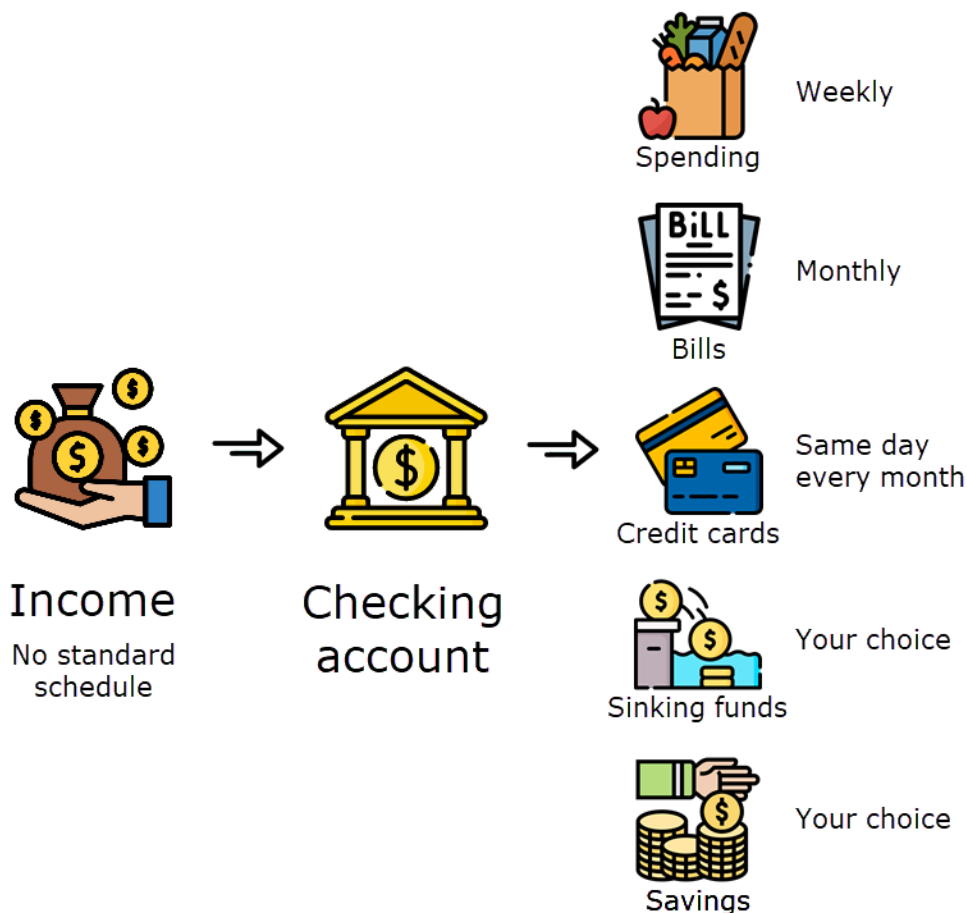 Income
No standard
schedule
Checking
account
Weekly
Spending
BiLL
$
Monthly
Bills
Same day
every month
Credit cards
Your choice
Sinking funds
Your choice
Savings